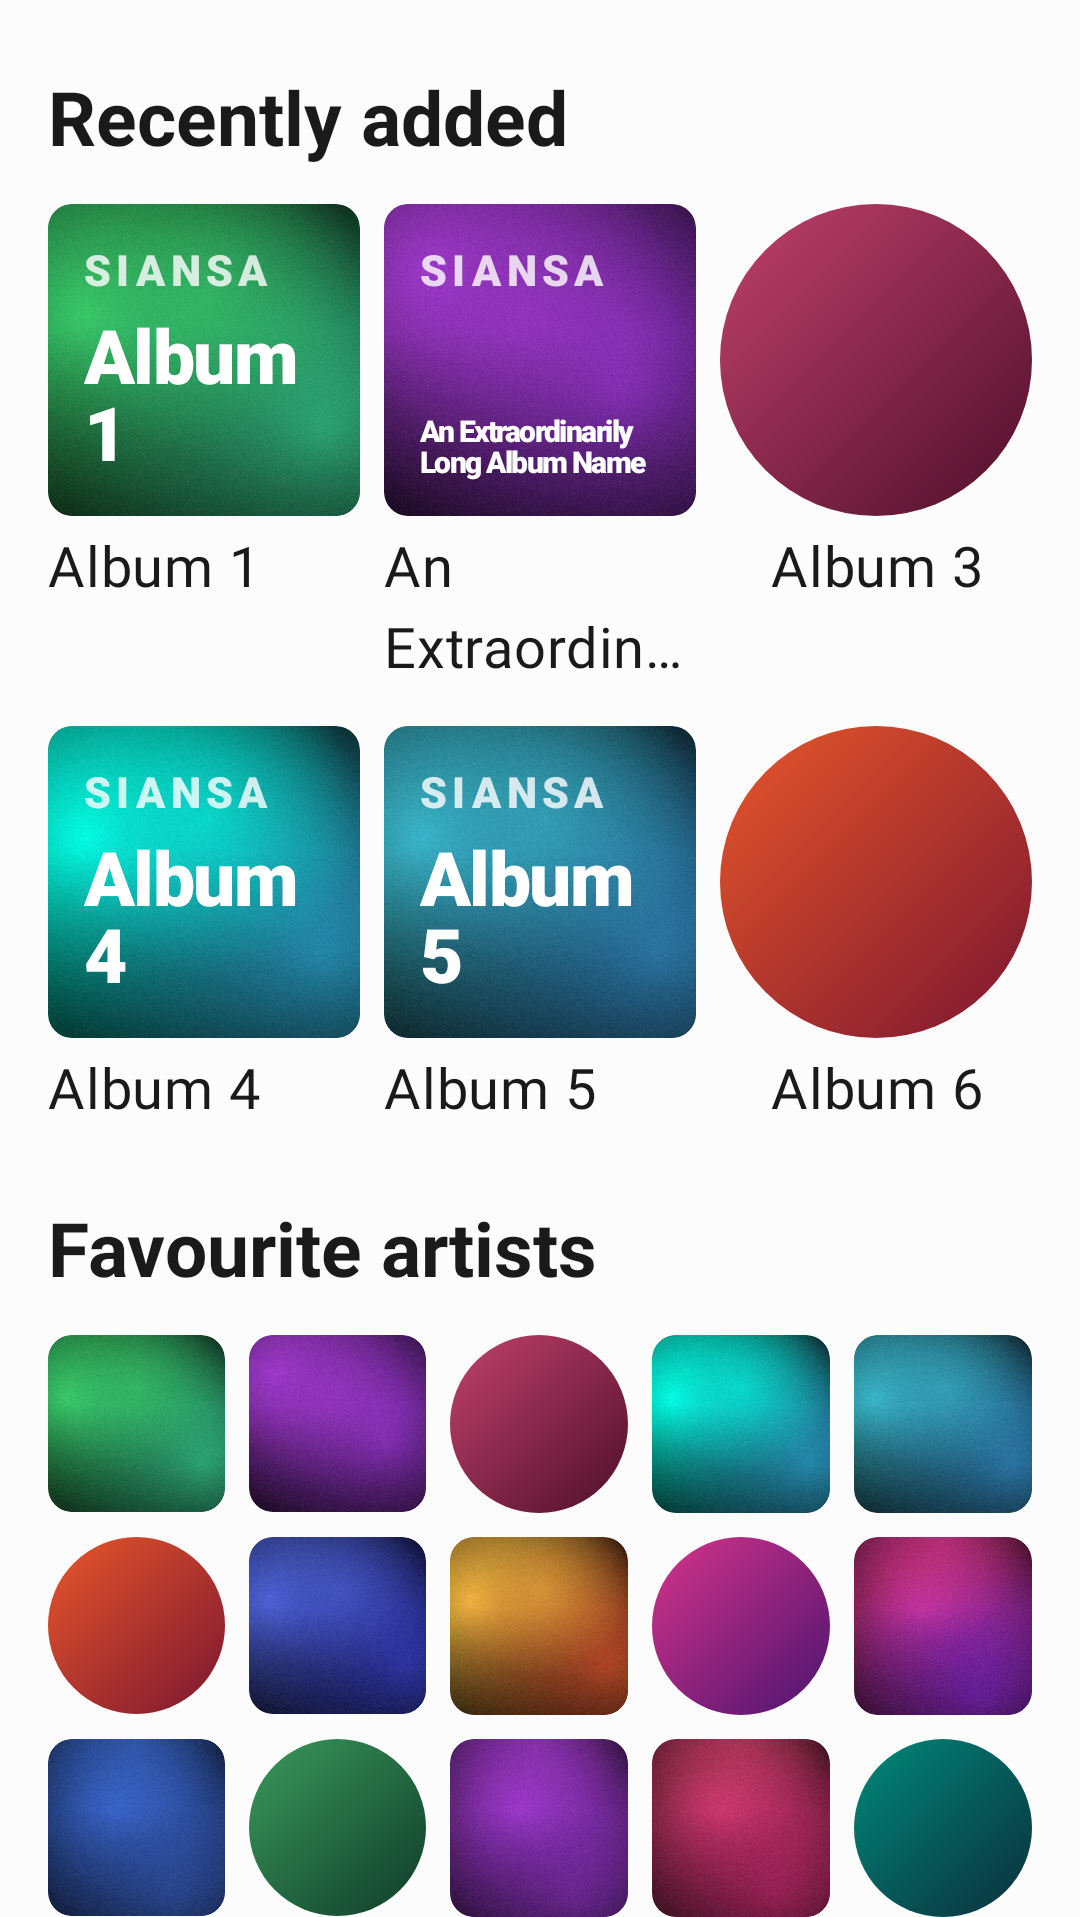 Recently added
SIANSA
Album
1
SIANSA
An Extraordinarily
Long Album Name
Album 1
An
Extraordin…
Album 3
SIANSA
Album
4
SIANSA
Album
5
Album 4
Album 5
Album 6
Favourite artists